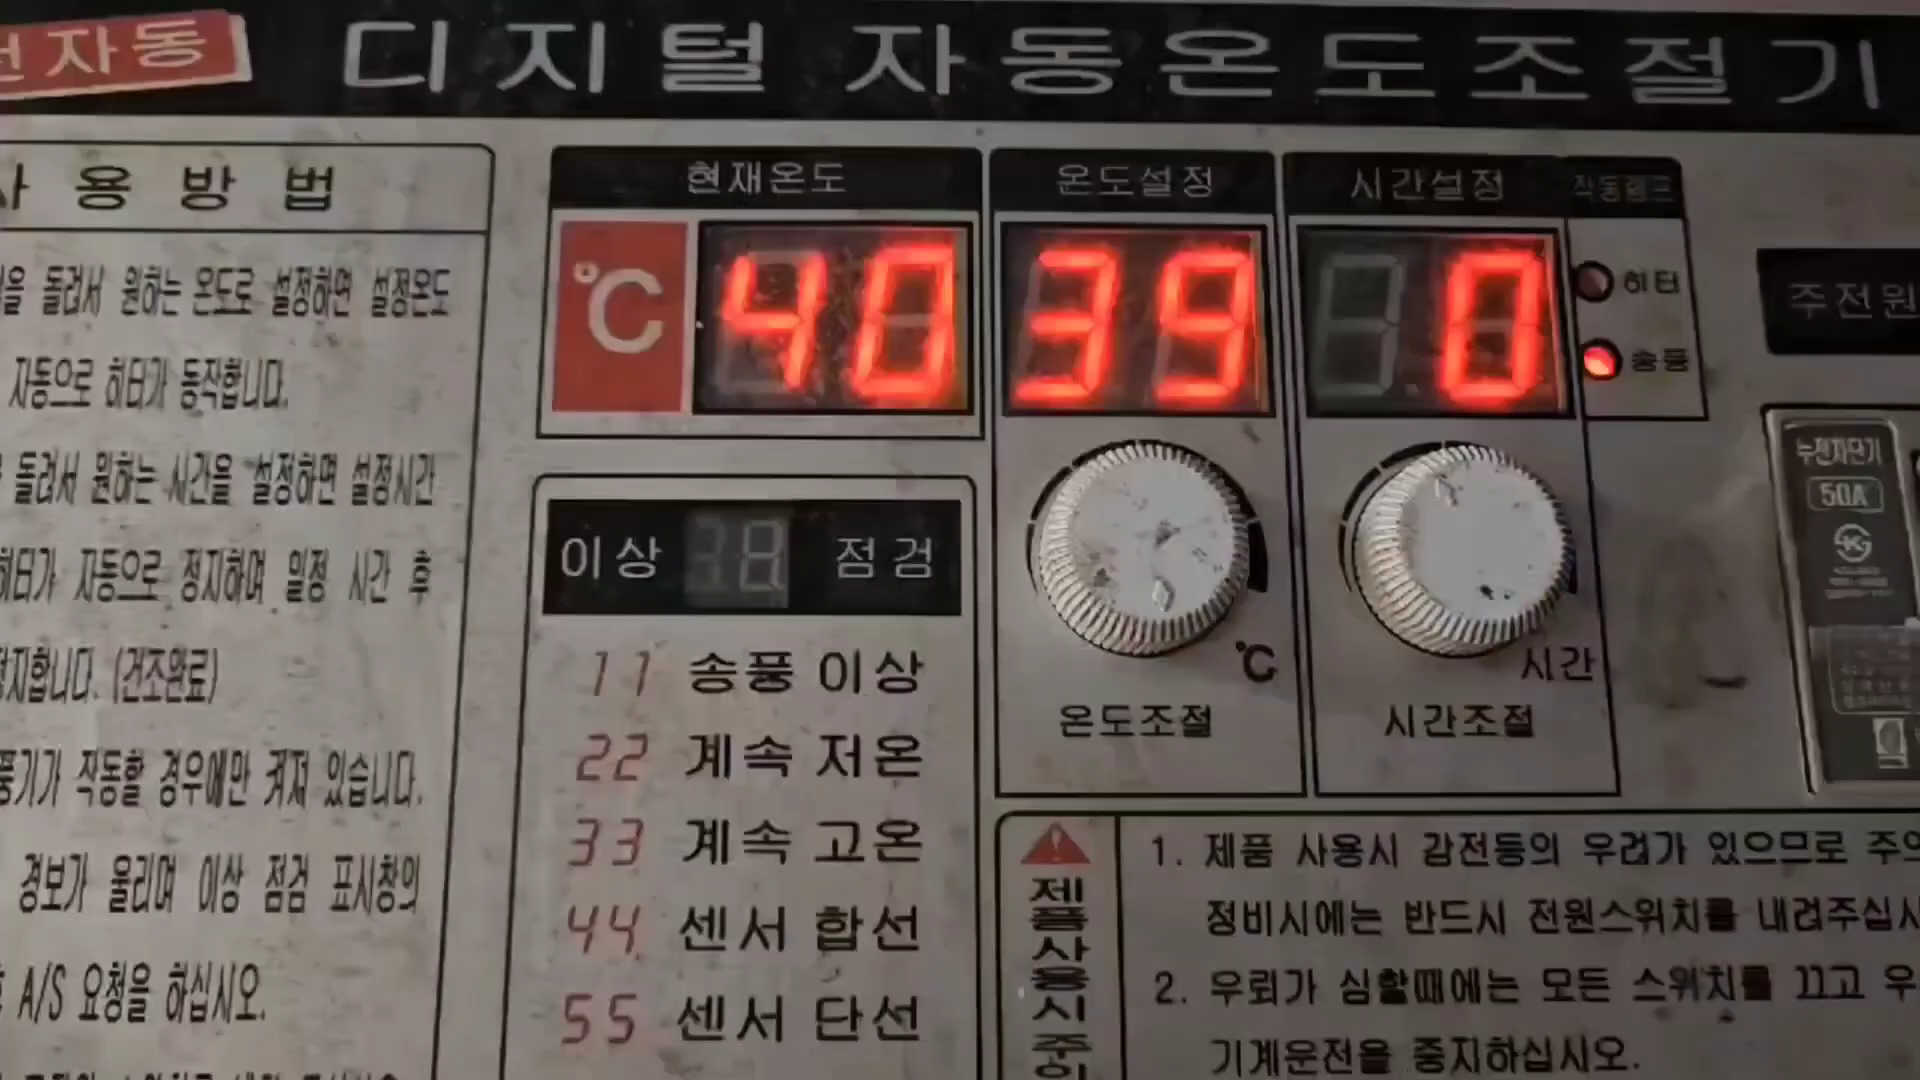 전자동
디지털 자동온도조절기
사 용 방 법
을 돌려서 원하는 온도로 설정하면 설정온도
자동으로 히터가 동작합니다.
돌려서 원하는 시간을 설정하면 설정시간
히터가 자동으로 정지하며 일정 시간 후
정지합니다. (건조완료)
풍기가 작동할 경우에만 켜져 있습니다.
경보가 울리며 이상 점검 표시창의
A/S 요청을 하십시오.
현재온도
℃ 40
온도설정
39
시간설정
0
작동램프
히터
송풍
이상 점검
11 송풍 이상
22 계속 저온
33 계속 고온
44 센서 합선
55 센서 단선
℃
온도조절
시간
시간조절
주전원
누전차단기
50A
제품사용시주의
1. 제품 사용시 감전등의 우려가 있으므로 주의
정비시에는 반드시 전원스위치를 내려주십시
2. 우뢰가 심할때에는 모든 스위치를 끄고 우
기계운전을 중지하십시오.